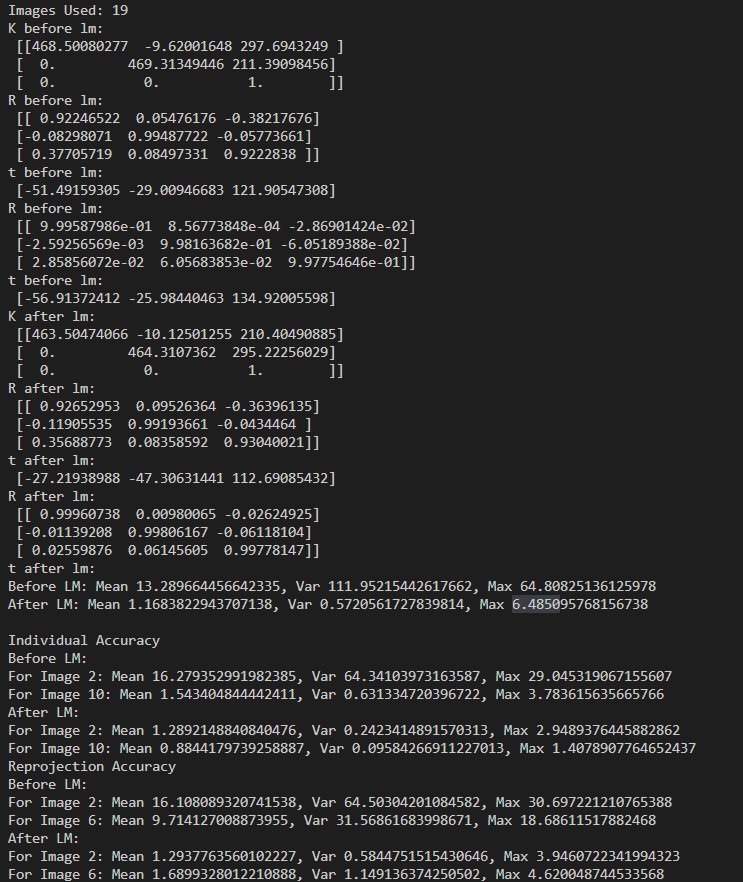 Images Used: 19
K before lm:
[[468.50080277  -9.62001648 297.6943249 ]
[  0.         469.31349446 211.39098456]
[  0.           0.           1.        ]]
R before lm:
[[ 0.92246522  0.05476176 -0.38217676]
[-0.08298071  0.99487722 -0.05773661]
[ 0.37705719  0.08497331  0.9222838 ]]
t before lm:
[-51.49159305 -29.00946683 121.90547308]
R before lm:
[[ 9.99587986e-01  8.56773848e-04 -2.86901424e-02]
[-2.59256569e-03  9.98163682e-01 -6.05189388e-02]
[ 2.85856072e-02  6.05683853e-02  9.97754646e-01]]
t before lm:
[-56.91372412 -25.98440463 134.92005598]
K after lm:
[[463.50474066 -10.12501255 210.40490885]
[  0.         464.3107362  295.22256029]
[  0.           0.           1.        ]]
R after lm:
[[ 0.92652953  0.09526364 -0.36396135]
[-0.11905535  0.99193661 -0.0434464 ]
[ 0.35688773  0.08358592  0.93040021]]
t after lm:
[-27.21938988 -47.30631441 112.69085432]
R after lm:
[[ 0.99960738  0.00980065 -0.02624925]
[-0.01139208  0.99806167 -0.06118104]
[ 0.02559876  0.06145605  0.99778147]]
t after lm:
Before LM: Mean 13.289664456642335, Var 111.95215442617662, Max 64.80825136125978
After LM: Mean 1.1683822943707138, Var 0.5720561727839814, Max 6.485095768156738
Individual Accuracy
Before LM:
For Image 2: Mean 16.279352991982385, Var 64.34103973163587, Max 29.045319067155607
For Image 10: Mean 1.543404844442411, Var 0.631334720396722, Max 3.783615635665766
After LM:
For Image 2: Mean 1.2892148840840476, Var 0.2423414891570313, Max 2.9489376445882862
For Image 10: Mean 0.8844179739258887, Var 0.09584266911227013, Max 1.4078907764652437
Reprojection Accuracy
Before LM:
For Image 2: Mean 16.108089320741538, Var 64.50304201084582, Max 30.697221210765388
For Image 6: Mean 9.714127008873955, Var 31.56861683998671, Max 18.68611517882468
After LM:
For Image 2: Mean 1.2937763560102227, Var 0.5844751515430646, Max 3.9460722341994323
For Image 6: Mean 1.6899328012210888, Var 1.149136374250502, Max 4.620048744533568